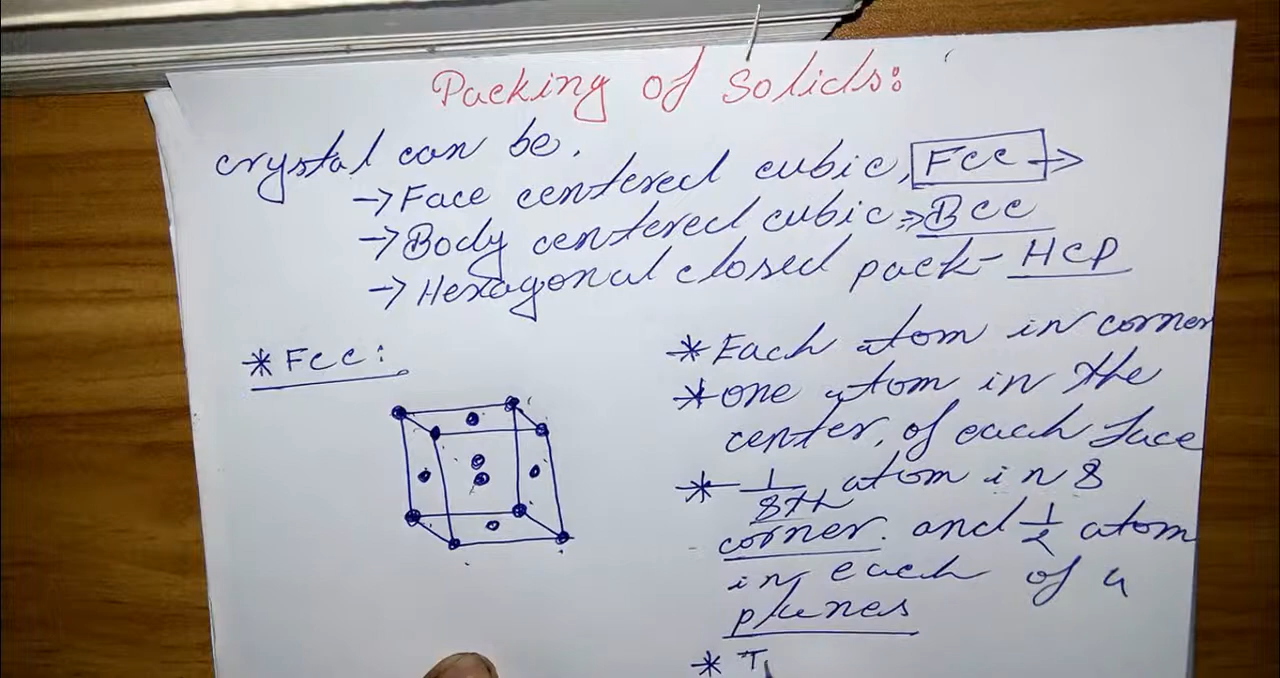 Packing of Solids:
crystal can be.
→ Face centered cubic, Fcc →
→ Body centered cubic ⇒ Bcc
→ Hexagonal closed pack - HCP
* Fcc:
* Each atom in corner
* one atom in the
center, of each face
* 1/8th atom in 8
corner. and 1/2 atom
in each of 4
planes
* T